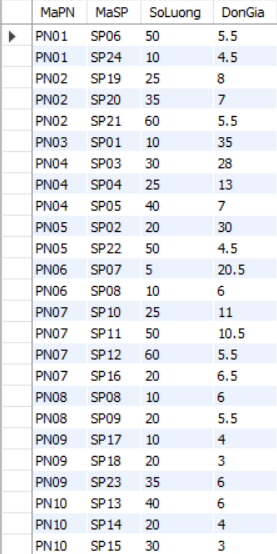 MaPN MaSP SoLuong DonGia
PN01 SP06 50 5.5
PN01 SP24 10 4.5
PN02 SP19 25 8
PN02 SP20 35 7
PN02 SP21 60 5.5
PN03 SP01 10 35
PN04 SP03 30 28
PN04 SP04 25 13
PN04 SP05 40 7
PN05 SP02 20 30
PN05 SP22 50 4.5
PN06 SP07 5 20.5
PN06 SP08 10 6
PN07 SP10 25 11
PN07 SP11 50 10.5
PN07 SP12 60 5.5
PN07 SP16 20 6.5
PN08 SP08 10 6
PN08 SP09 20 5.5
PN09 SP17 10 4
PN09 SP18 20 3
PN09 SP23 35 6
PN10 SP13 40 6
PN10 SP14 20 4
PN10 SP15 30 3